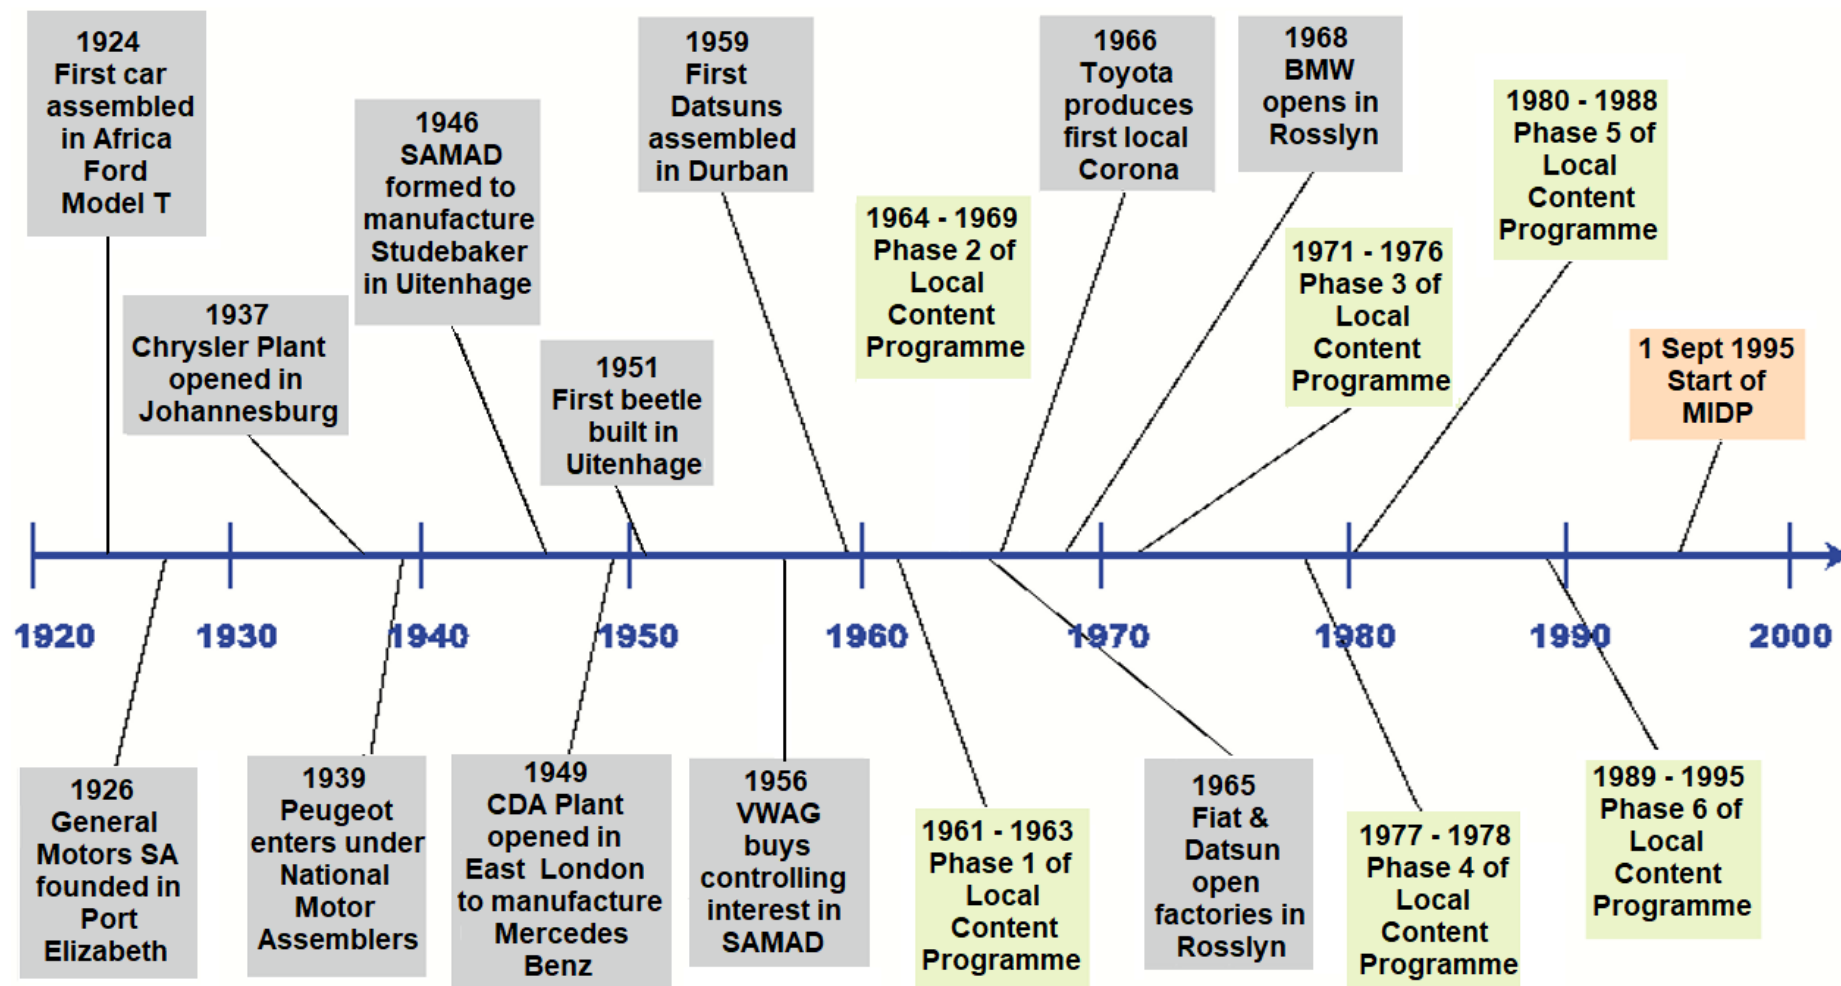 1924
First car
assembled
in Africa
Ford
Model T
1937
Chrysler Plant
opened in
Johannesburg
1946
SAMAD
formed to
manufacture
Studebaker
in Uitenhage
1951
First beetle
built in
Uitenhage
1959
First
Datsuns
assembled
in Durban
1964 - 1969
Phase 2 of
Local
Content
Programme
1966
Toyota
produces
first local
Corona
1968
BMW
opens in
Rosslyn
1971 - 1976
Phase 3 of
Local
Content
Programme
1980 - 1988
Phase 5 of
Local
Content
Programme
1 Sept 1995
Start of
MIDP
1920 1930 1940 1950 1960 1970 1980 1990 2000
1926
General
Motors SA
founded in
Port
Elizabeth
1939
Peugeot
enters under
National
Motor
Assemblers
1949
CDA Plant
opened in
East London
to manufacture
Mercedes
Benz
1956
VWAG
buys
controlling
interest in
SAMAD
1961 - 1963
Phase 1 of
Local
Content
Programme
1965
Fiat &
Datsun
open
factories in
Rosslyn
1977 - 1978
Phase 4 of
Local
Content
Programme
1989 - 1995
Phase 6 of
Local
Content
Programme